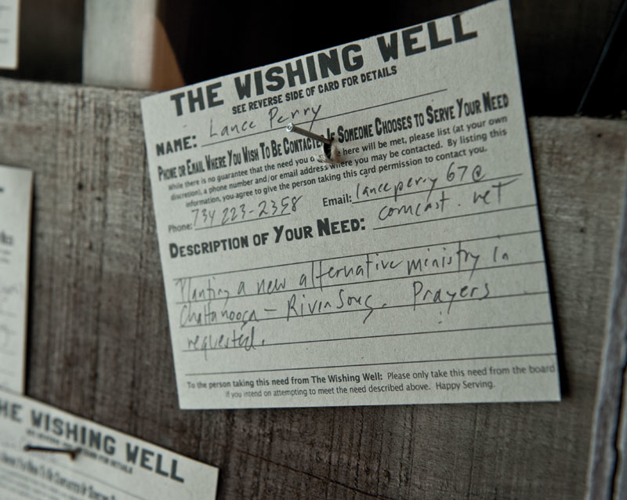 THE WISHING WELL
SEE REVERSE SIDE OF CARD FOR DETAILS
NAME: Lance Perry
PHONE OR EMAIL WHERE YOU WISH TO BE CONTACTED IF SOMEONE CHOOSES TO SERVE YOUR NEED
While there is no guarantee that the need you here will be met, please list (at your own
discretion), a phone number and/or email address where you may be contacted. By listing this
information, you agree to give the person taking this card permission to contact you.
Phone: 734 223-2358 Email: lanceperry67@
comcast.net
DESCRIPTION OF YOUR NEED:
Planting a new alternative ministry in
Chattanooga - RivinSong. Prayers
requested.
To the person taking this need from The Wishing Well: Please only take this need from the board
if you intend on attempting to meet the need described above. Happy Serving.
THE WISHING WELL